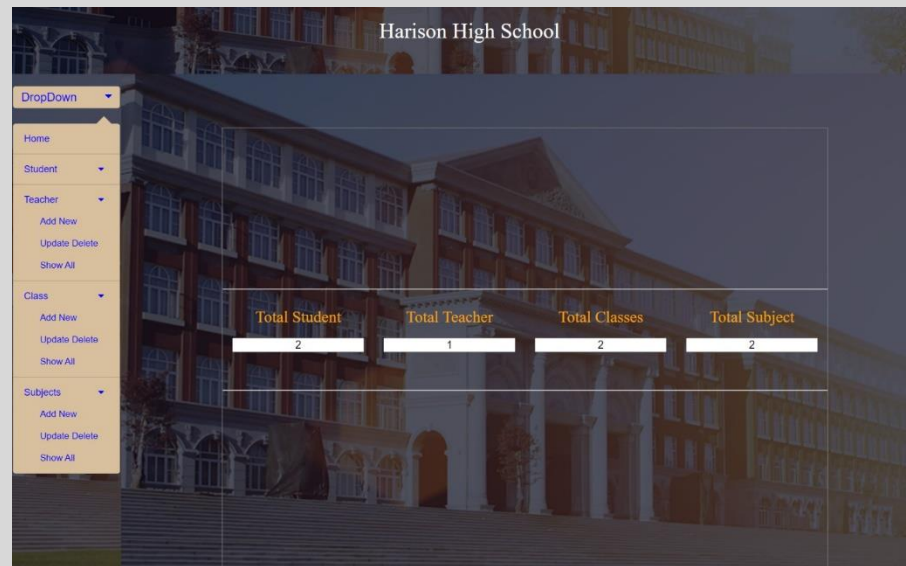 Harison High School
DropDown
Home
Student
Teacher
Add New
Update Delete
Show All
Class
Add New
Update Delete
Show All
Subjects
Add New
Update Delete
Show All
Total Student Total Teacher Total Classes Total Subject
2 1 2 2